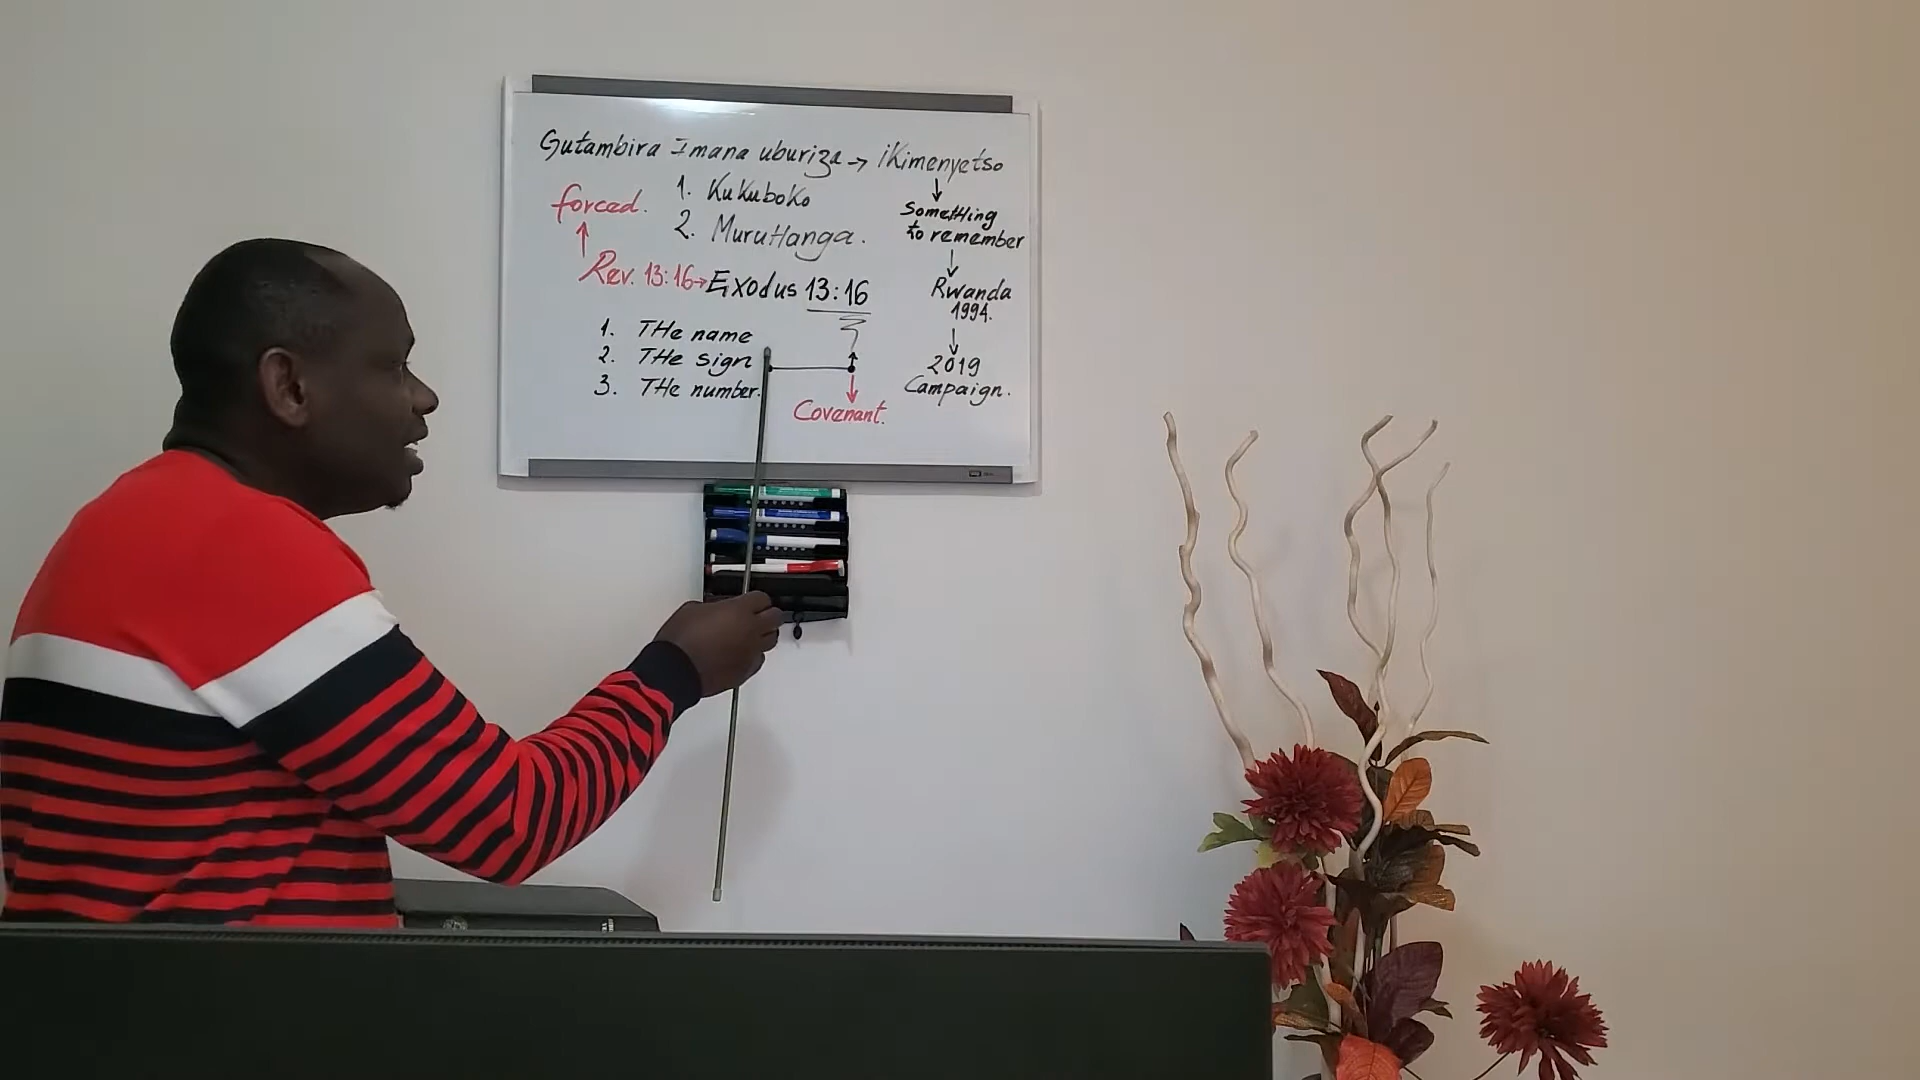 Gutambira Imana uburiza → ikimenyetso
1. Kukuboko
2. Muruhanga.
forced.
Rev. 13:16 → Exodus 13:16
1. THe name
2. THe sign
3. THe number.
Covenant.
Something
to remember
Rwanda
1994.
2019
Campaign.